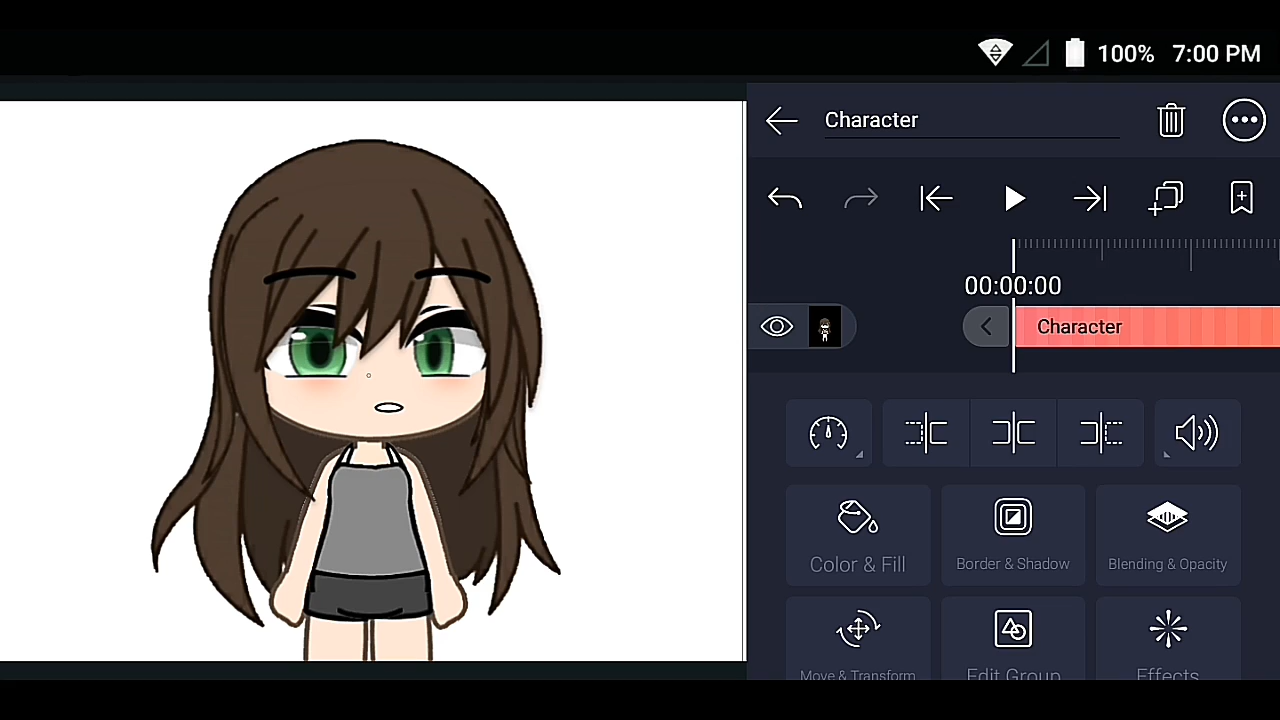 100% 7:00 PM
Character
00:00:00
Character
Color & Fill
Border & Shadow
Blending & Opacity
Move & Transform
Edit Group
Effects